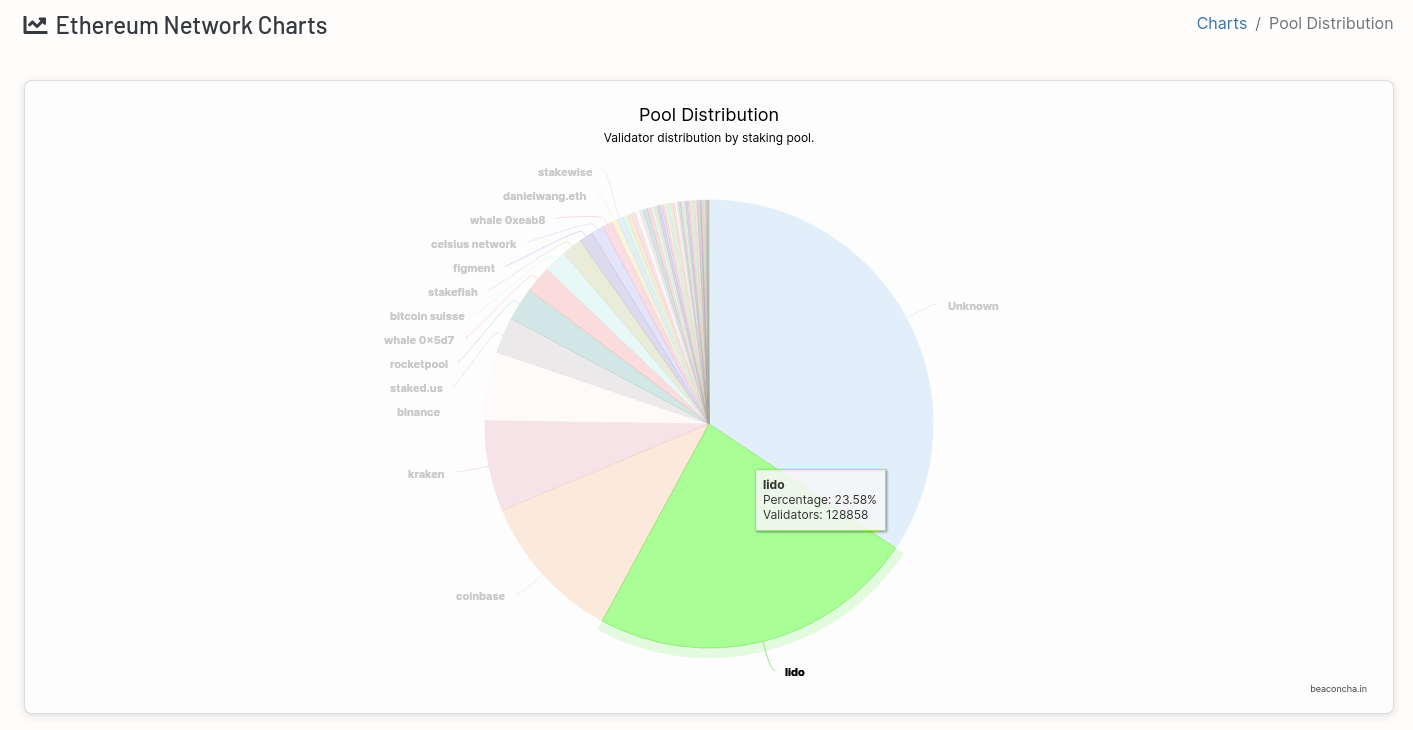 Ethereum Network Charts
Charts / Pool Distribution
Pool Distribution
Validator distribution by staking pool.
stakewise
danielwang.eth
whale 0xeab8
celsius network
figment
stakefish
bitcoin suisse
whale 0x5d7
rocketpool
staked.us
binance
kraken
coinbase
Unknown
lido
Percentage: 23.58%
Validators: 128858
lido
beaconcha.in